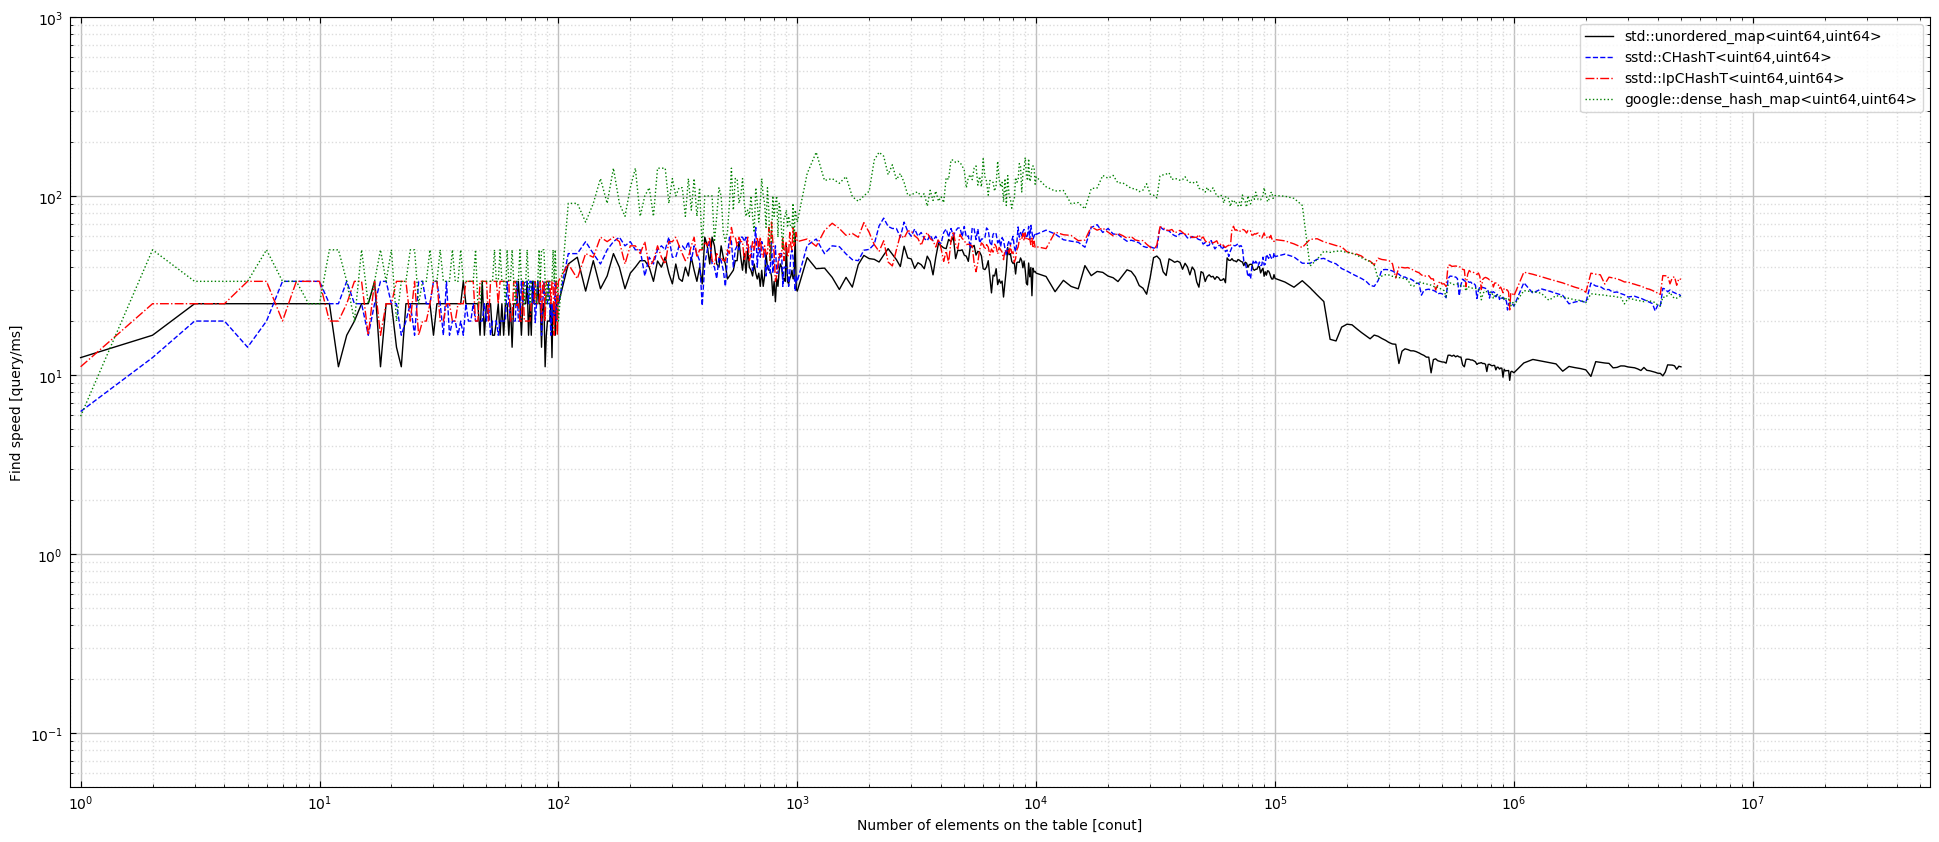 10³
10²
10¹
10⁰
10⁻¹
Find speed [query/ms]
std::unordered_map<uint64,uint64>
sstd::CHashT<uint64,uint64>
sstd::IpCHashT<uint64,uint64>
google::dense_hash_map<uint64,uint64>
10⁰ 10¹ 10² 10³ 10⁴ 10⁵ 10⁶ 10⁷
Number of elements on the table [conut]